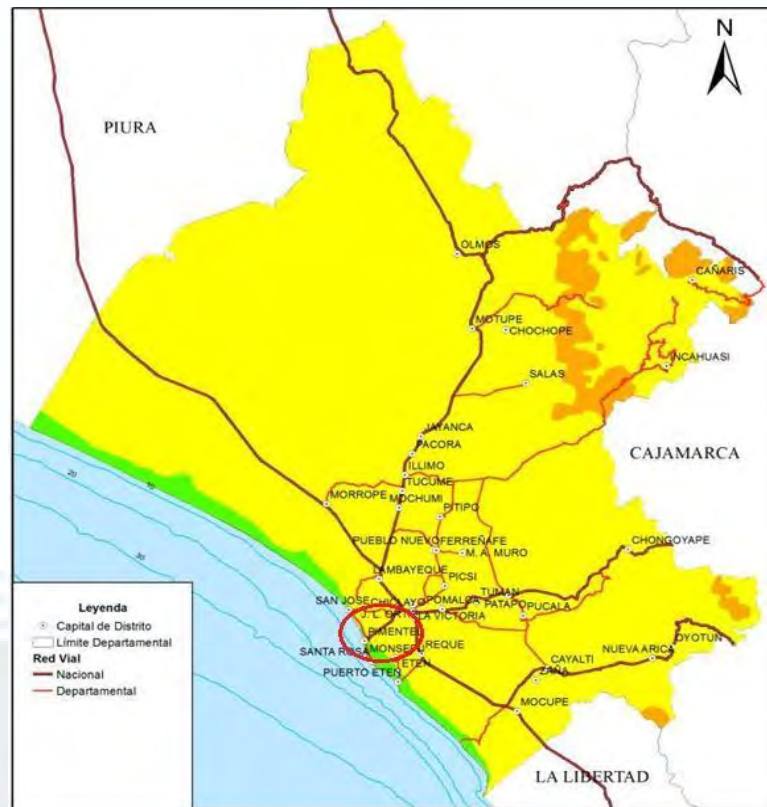 N
PIURA
OLMOS
CAÑARIS
MOTUPE
CHOCHOPE
INCAHUASI
SALAS
JAYANCA
PACORA
CAJAMARCA
ILLIMO
TUCUME
MORROPE
MOCHUMI
PITIPO
20
10
30
PUEBLO NUEVO
FERREÑAFE
M. A. MURO
CHONGOYAPE
LAMBAYEQUE
PICSI
TUMAN
SAN JOSE
CHICLAYO
POMALCA
PATAPO
PUCALA
LA VICTORIA
PIMENTEL
SANTA ROSA
MONSEFU
REQUE
ETEN
PUERTO ETEN
OYOTUN
NUEVA ARICA
CAYALTI
ZAÑA
MOCUPE
LA LIBERTAD
Leyenda
Capital de Distrito
Límite Departamental
Red Vial
Nacional
Departamental